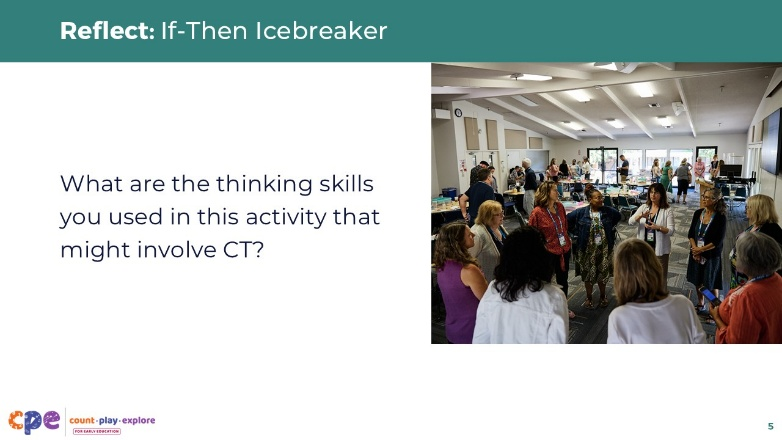 Reflect: If-Then Icebreaker
What are the thinking skills
you used in this activity that
might involve CT?
cpe
count·play·explore
FOR EARLY EDUCATION
5